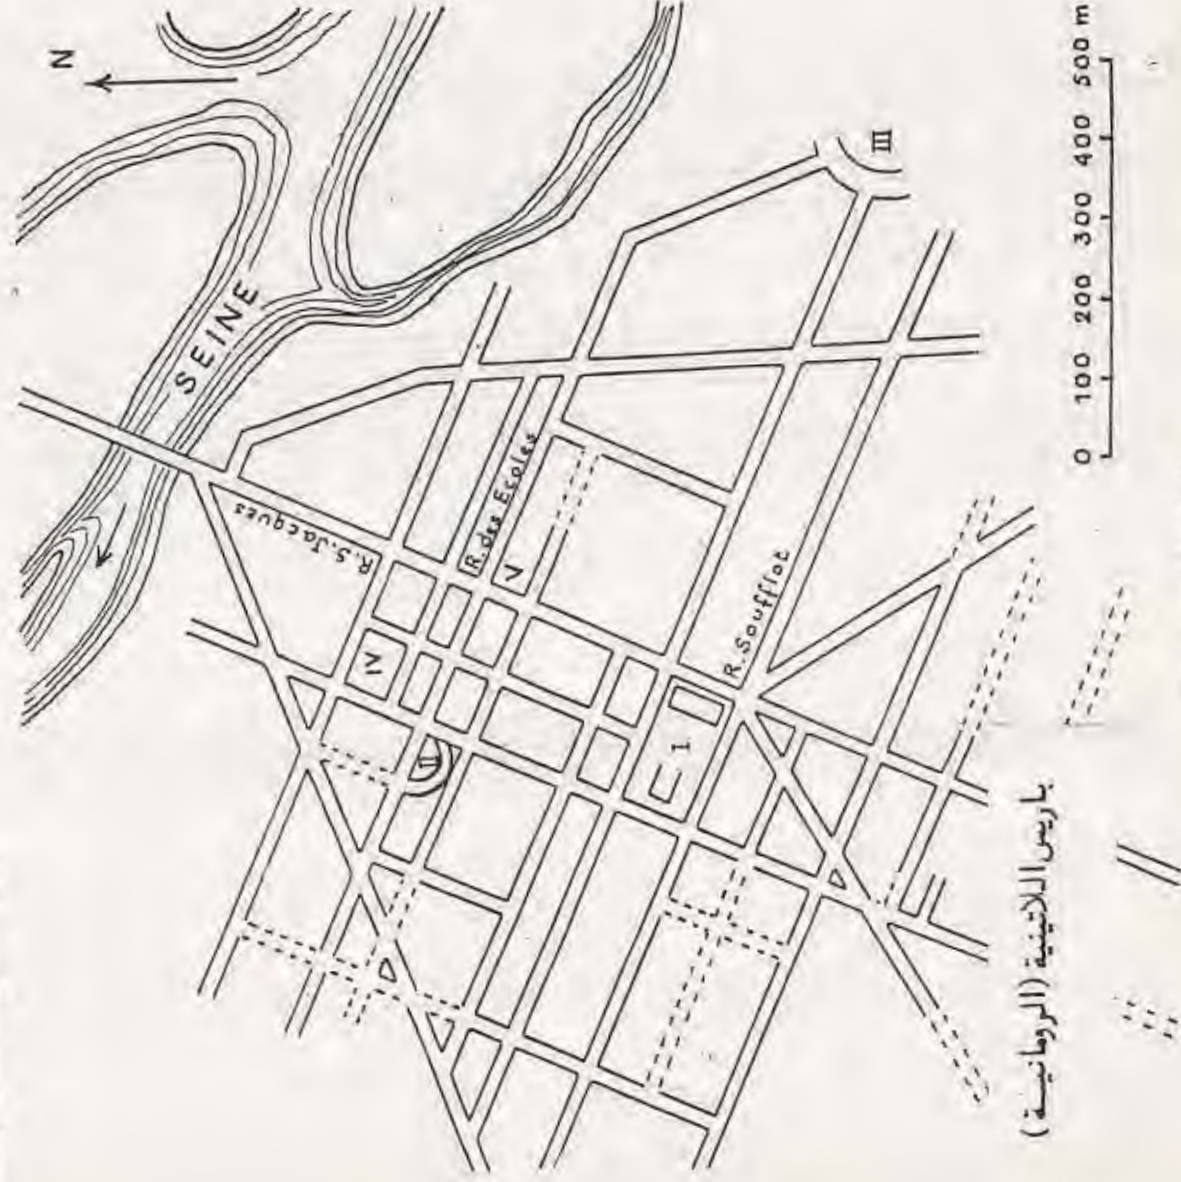 N
SEINE
R.S.Jacques
R. des Ecoles
V
IV
II
III
R. Soufflot
I
0 100 200 300 400 500 m
باريس اللاتينية (الرومانية)